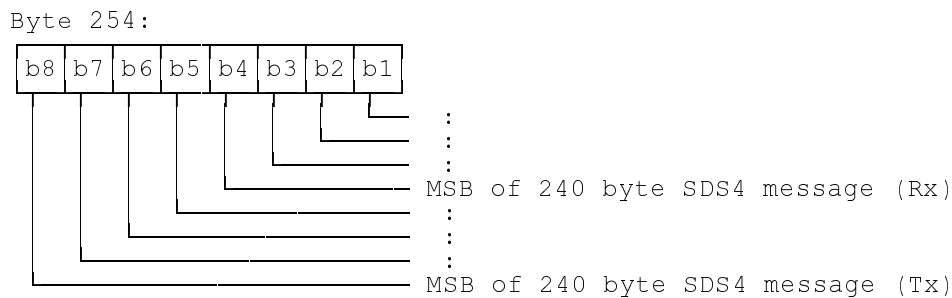 Byte 254:
b8 b7 b6 b5 b4 b3 b2 b1
:
:
:
MSB of 240 byte SDS4 message (Rx)
:
:
:
MSB of 240 byte SDS4 message (Tx)